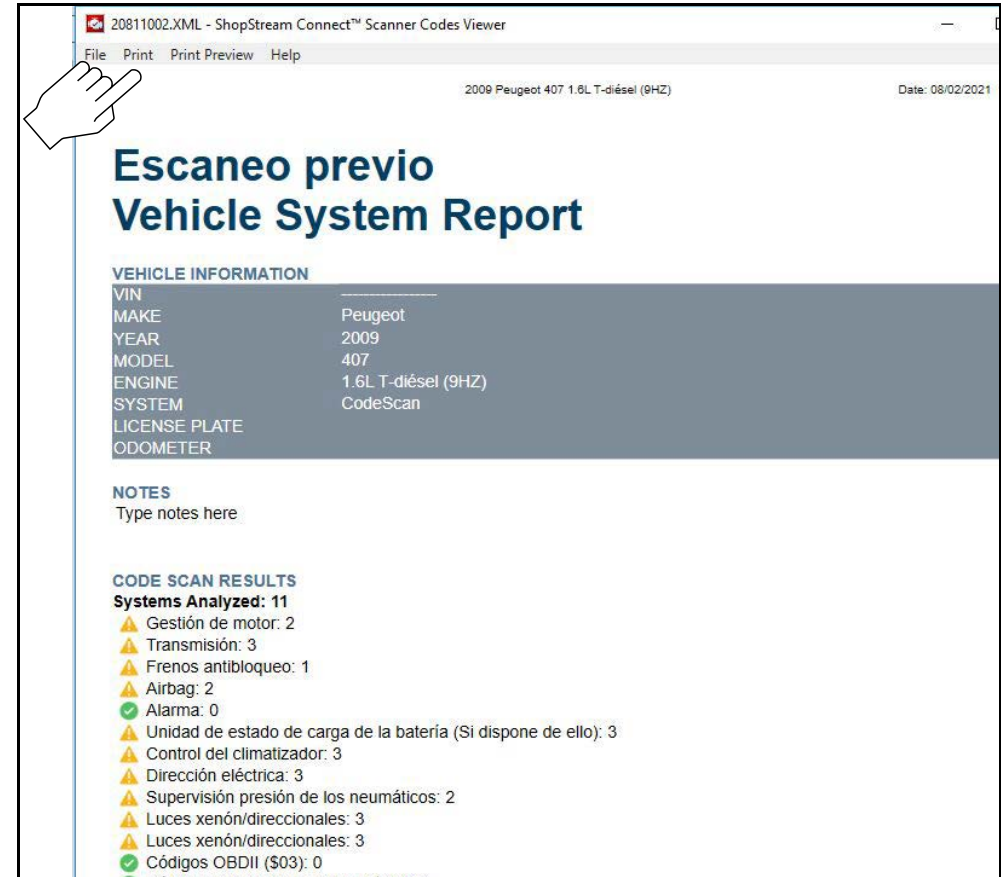 20811002.XML - ShopStream Connect™ Scanner Codes Viewer
File Print Print Preview Help
2009 Peugeot 407 1.6L T-diésel (9HZ) Date: 08/02/2021
Escaneo previo
Vehicle System Report
VEHICLE INFORMATION
VIN -----------------
MAKE Peugeot
YEAR 2009
MODEL 407
ENGINE 1.6L T-diésel (9HZ)
SYSTEM CodeScan
LICENSE PLATE
ODOMETER
NOTES
Type notes here
CODE SCAN RESULTS
Systems Analyzed: 11
Gestión de motor: 2
Transmisión: 3
Frenos antibloqueo: 1
Airbag: 2
Alarma: 0
Unidad de estado de carga de la batería (Si dispone de ello): 3
Control del climatizador: 3
Dirección eléctrica: 3
Supervisión presión de los neumáticos: 2
Luces xenón/direccionales: 3
Luces xenón/direccionales: 3
Códigos OBDII ($03): 0